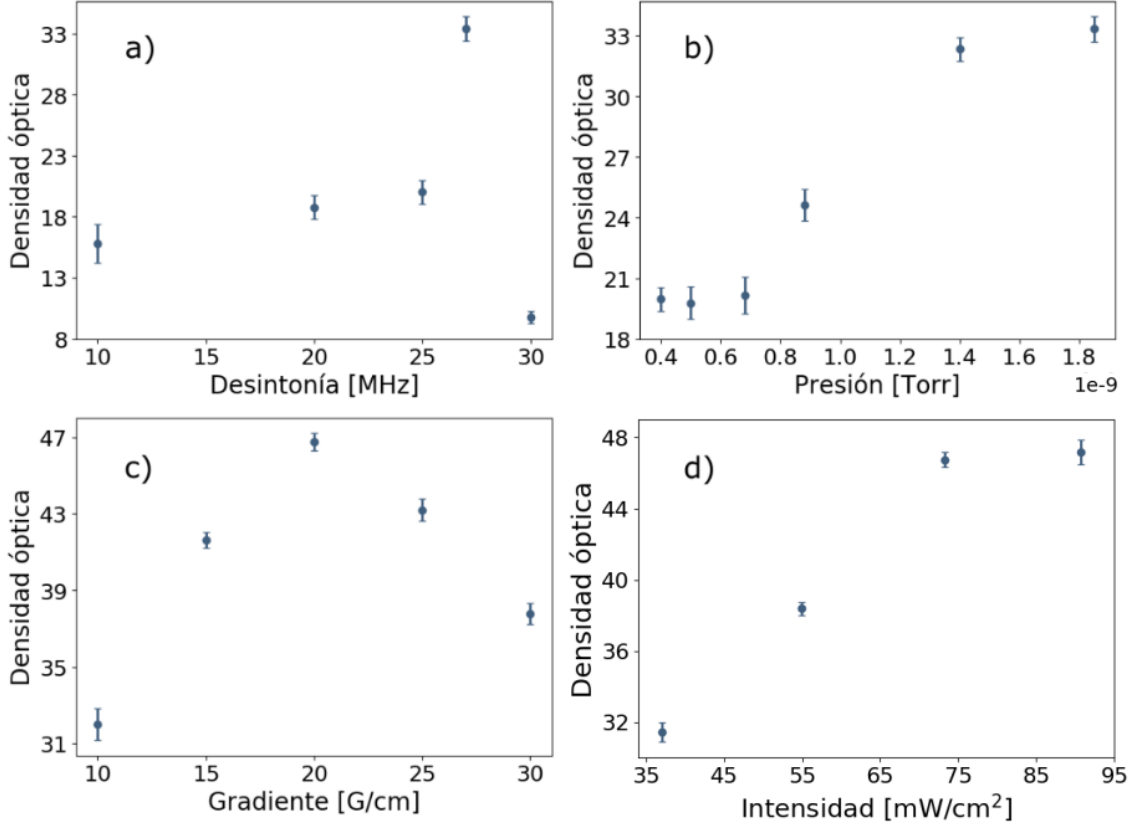 a)
Densidad óptica
33
28
23
18
13
8
10 15 20 25 30
Desintonía [MHz]
b)
Densidad óptica
33
30
27
24
21
18
0.4 0.6 0.8 1.0 1.2 1.4 1.6 1.8
Presión [Torr]
1e-9
c)
Densidad óptica
47
43
39
35
31
10 15 20 25 30
Gradiente [G/cm]
d)
Densidad óptica
48
44
40
36
32
35 45 55 65 75 85 95
Intensidad [mW/cm²]